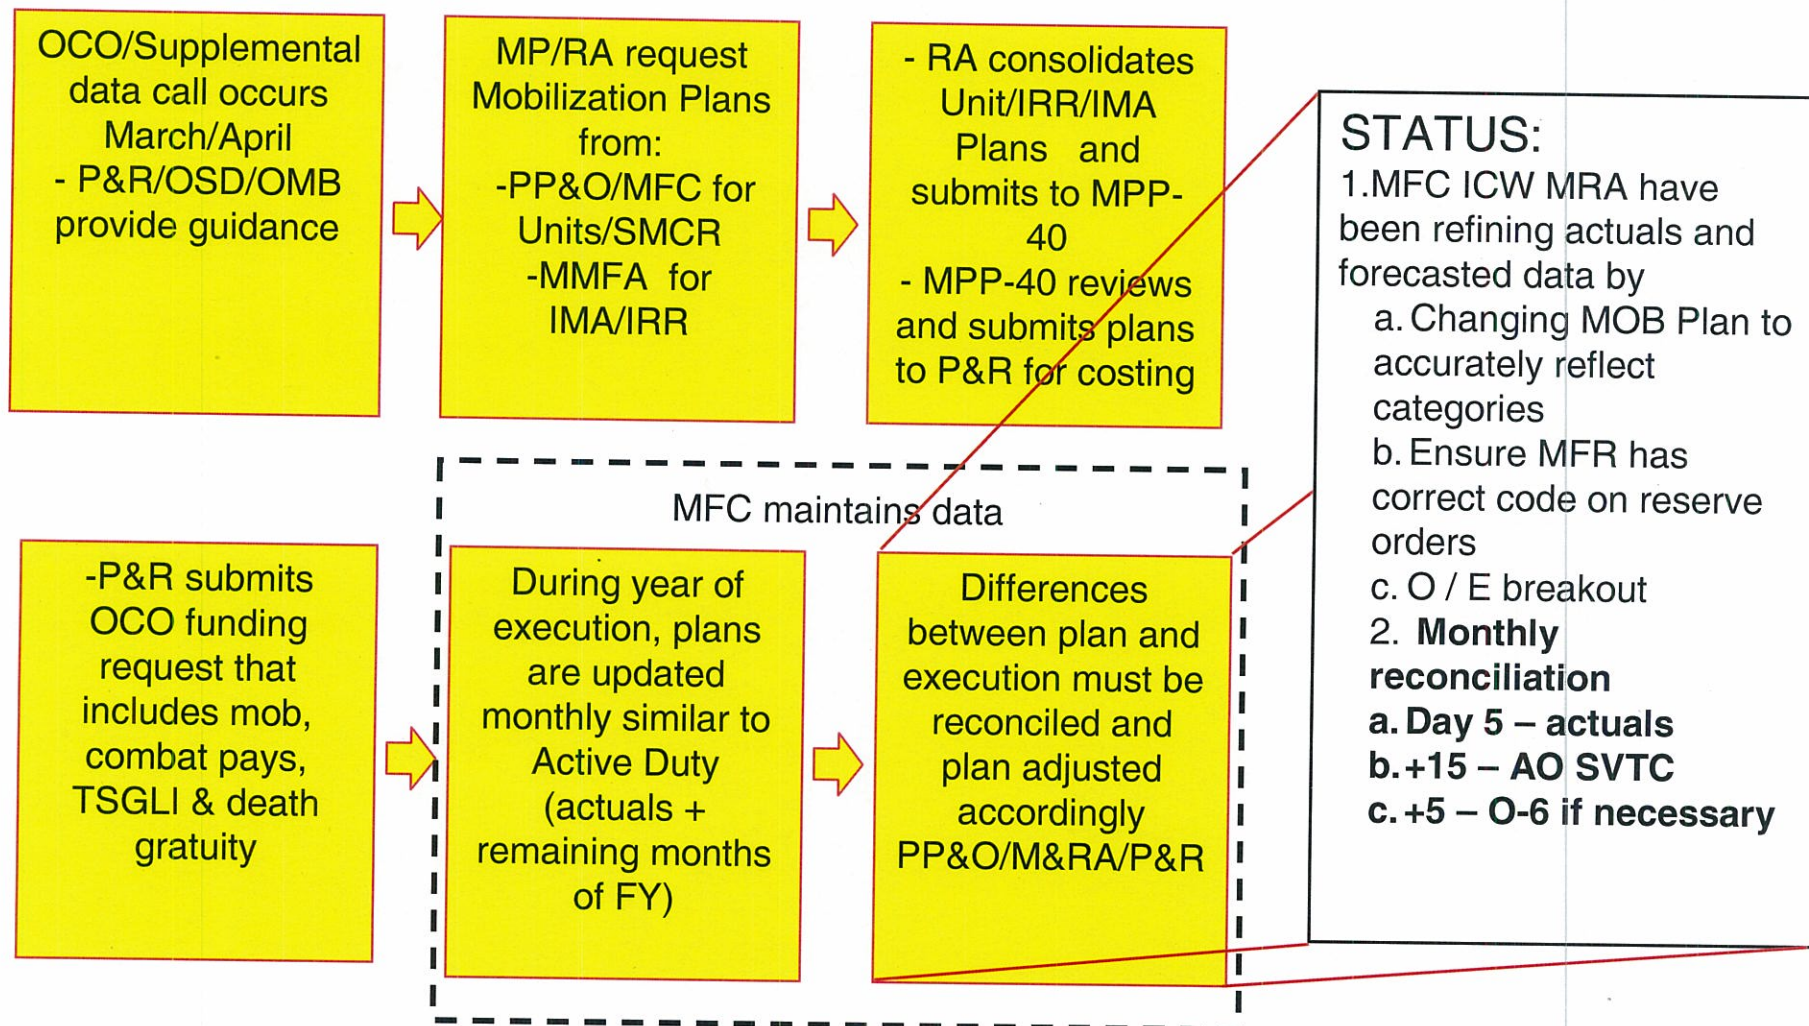 OCO/Supplemental
data call occurs
March/April
- P&R/OSD/OMB
provide guidance
MP/RA request
Mobilization Plans
from:
-PP&O/MFC for
Units/SMCR
-MMFA for
IMA/IRR
- RA consolidates
Unit/IRR/IMA
Plans and
submits to MPP-
40
- MPP-40 reviews
and submits plans
to P&R for costing
-P&R submits
OCO funding
request that
includes mob,
combat pays,
TSGLI & death
gratuity
MFC maintains data
During year of
execution, plans
are updated
monthly similar to
Active Duty
(actuals +
remaining months
of FY)
Differences
between plan and
execution must be
reconciled and
plan adjusted
accordingly
PP&O/M&RA/P&R
STATUS:
1.MFC ICW MRA have
been refining actuals and
forecasted data by
a. Changing MOB Plan to
accurately reflect
categories
b. Ensure MFR has
correct code on reserve
orders
c. O / E breakout
2. Monthly
reconciliation
a. Day 5 – actuals
b. +15 – AO SVTC
c. +5 – O-6 if necessary